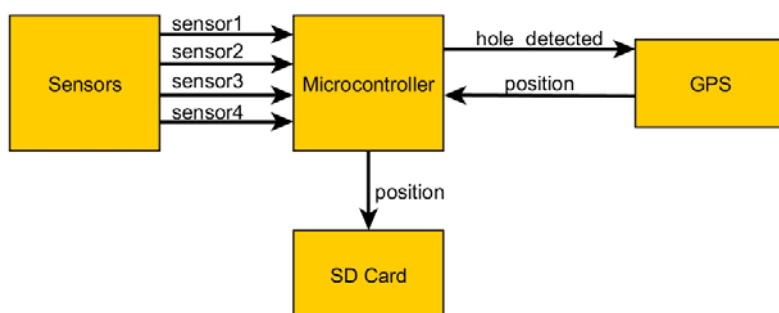 sensor1
sensor2
sensor3
sensor4
Sensors
Microcontroller
hole_detected
position
GPS
position
SD Card